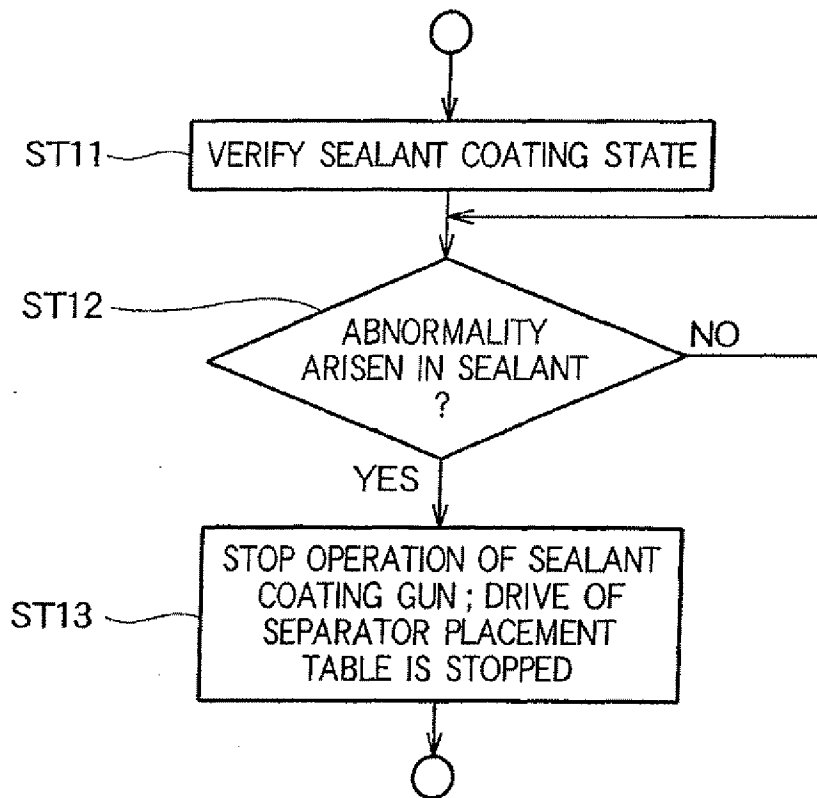 ST11
VERIFY SEALANT COATING STATE
ST12
ABNORMALITY
ARISEN IN SEALANT
?
NO
YES
ST13
STOP OPERATION OF SEALANT
COATING GUN ; DRIVE OF
SEPARATOR PLACEMENT
TABLE IS STOPPED